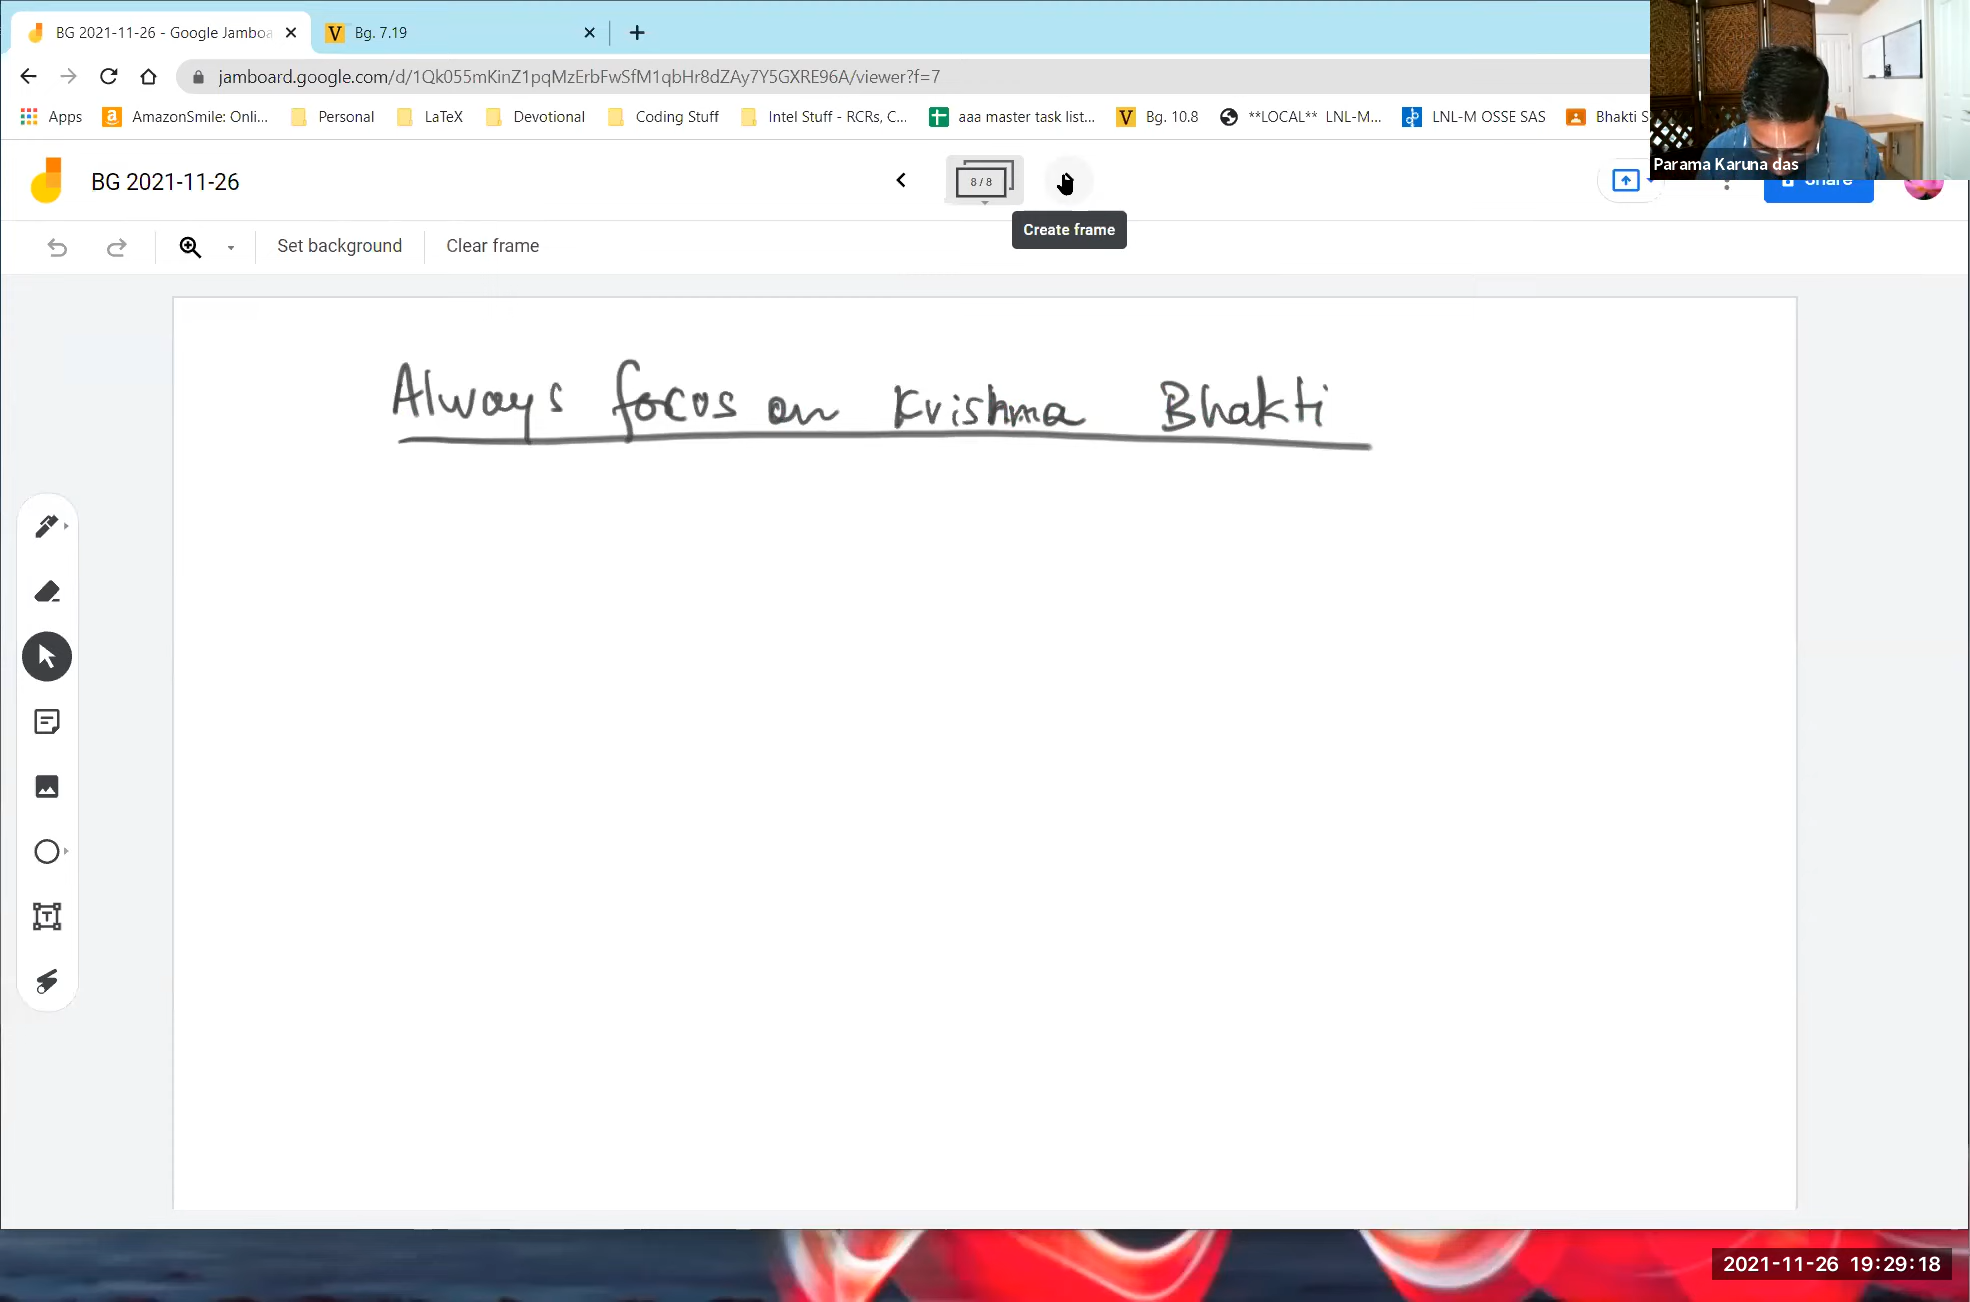 BG 2021-11-26 - Google Jamboa
V Bg. 7.19
jamboard.google.com/d/1Qk055mKinZ1pqMzErbFwSfM1qbHr8dZAy7Y5GXRE96A/viewer?f=7
Apps AmazonSmile: Onli... Personal LaTeX Devotional Coding Stuff Intel Stuff - RCRs, C... aaa master task list... V Bg. 10.8 **LOCAL** LNL-M... LNL-M OSSE SAS Bhakti S
Parama Karuna das
BG 2021-11-26
8 / 8
Share
Create frame
Set background Clear frame
Always focus on Krishna Bhakti
2021-11-26 19:29:18